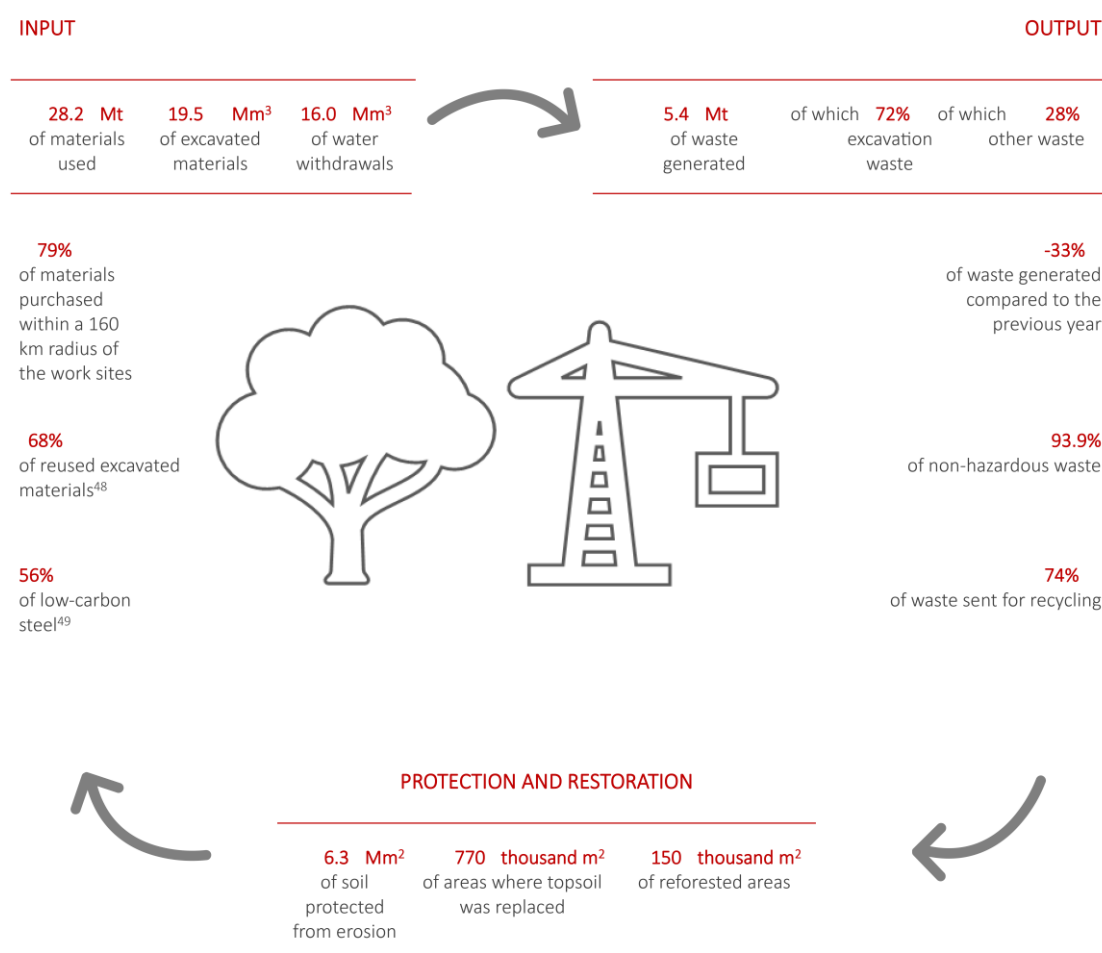 INPUT
28.2 Mt
of materials
used
19.5 Mm³
of excavated
materials
16.0 Mm³
of water
withdrawals
79%
of materials
purchased
within a 160
km radius of
the work sites
68%
of reused excavated
materials⁴⁸
56%
of low-carbon
steel⁴⁹
OUTPUT
5.4 Mt
of waste
generated
of which 72%
excavation
waste
of which 28%
other waste
-33%
of waste generated
compared to the
previous year
93.9%
of non-hazardous waste
74%
of waste sent for recycling
PROTECTION AND RESTORATION
6.3 Mm²
of soil
protected
from erosion
770 thousand m²
of areas where topsoil
was replaced
150 thousand m²
of reforested areas